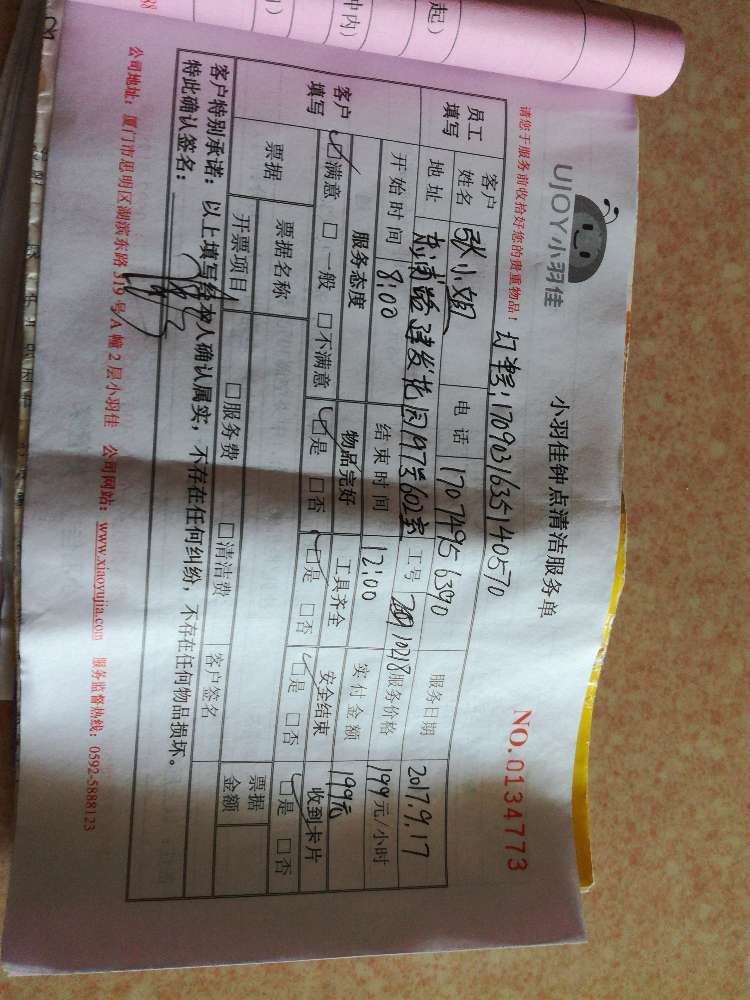 UJOY小羽佳
小羽佳钟点清洁服务单
NO.0134773
请您于服务前收拾好您的贵重物品！
订单号:1709031635140570
员工填写 客户姓名 张小姐 电话 17074956390 服务日期 2017.9.17
地址 建发花园197号602室 工号 服务价格 199元/小时
开始时间 8:00 结束时间 12:00 实付金额 199元
客户填写 服务态度 物品完好 工具齐全 安全结束 收到卡片
☑满意 □一般 □不满意 ☑是 □否 ☑是 □否 ☑是 □否 ☑是 □否
票据 票据名称 票据金额
开票项目 □服务费 □清洁费 客户签名
客户特别承诺：以上填写经本人确认属实，不存在任何纠纷，不存在任何物品损坏。
特此确认签名：
公司地址：厦门市思明区湖滨东路319号A幢2层小羽佳 公司网站：www.xiaoyujia.com 服务监督热线：0592-5888123